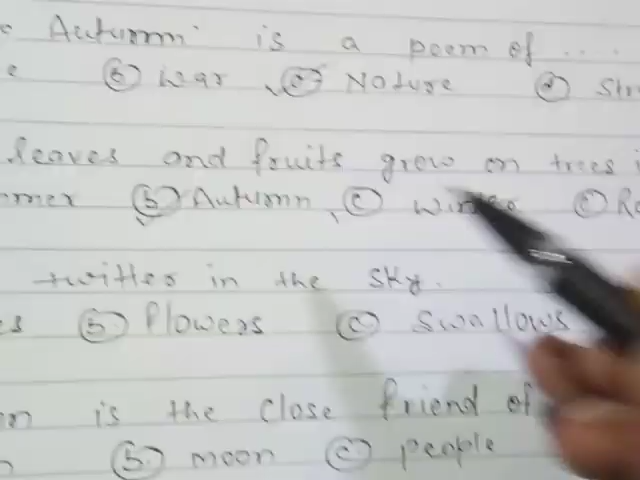 Autumn is a poem of ....
(b) War (c) Nature (d)
leaves and fruits grow on trees
(b) Autumn (c) Winter (C)
twitter in the sky.
(b) Flowers (c) Swallows
is the close friend of
(b) moon (c) people